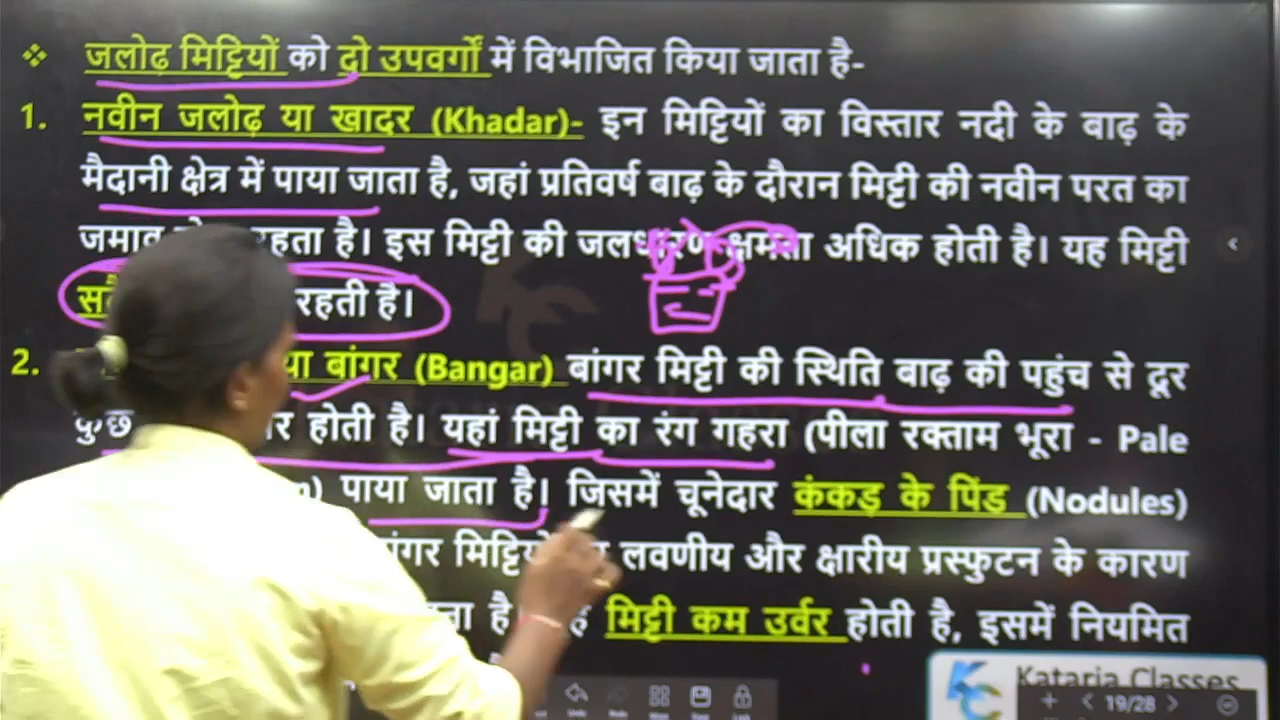 ❖ जलोढ़ मिट्टियों को दो उपवर्गों में विभाजित किया जाता है-
1. नवीन जलोढ़ या खादर (Khadar)- इन मिट्टियों का विस्तार नदी के बाढ़ के
मैदानी क्षेत्र में पाया जाता है, जहां प्रतिवर्ष बाढ़ के दौरान मिट्टी की नवीन परत का
जमाव रहता है। इस मिट्टी की जलधारण क्षमता अधिक होती है। यह मिट्टी
रहती है।
2. या बांगर (Bangar) बांगर मिट्टी की स्थिति बाढ़ की पहुंच से दूर
कुछ होती है। यहां मिट्टी का रंग गहरा (पीला रक्ताम भूरा - Pale
पाया जाता है। जिसमें चूनेदार कंकड़ के पिंड (Nodules)
लवणीय और क्षारीय प्रस्फुटन के कारण
है। मिट्टी कम उर्वर होती है, इसमें नियमित
Kataria Classes
19/28